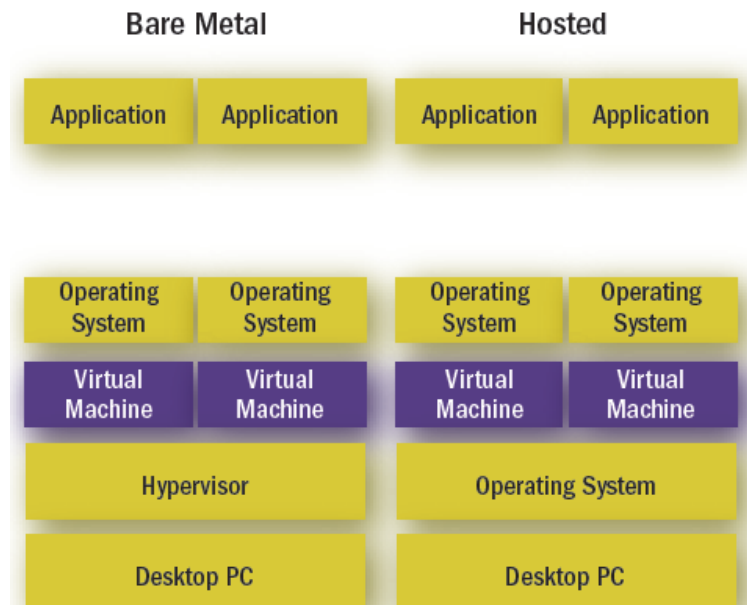 Bare Metal Hosted
Application Application Application Application
Operating System Operating System Operating System Operating System
Virtual Machine Virtual Machine Virtual Machine Virtual Machine
Hypervisor Operating System
Desktop PC Desktop PC